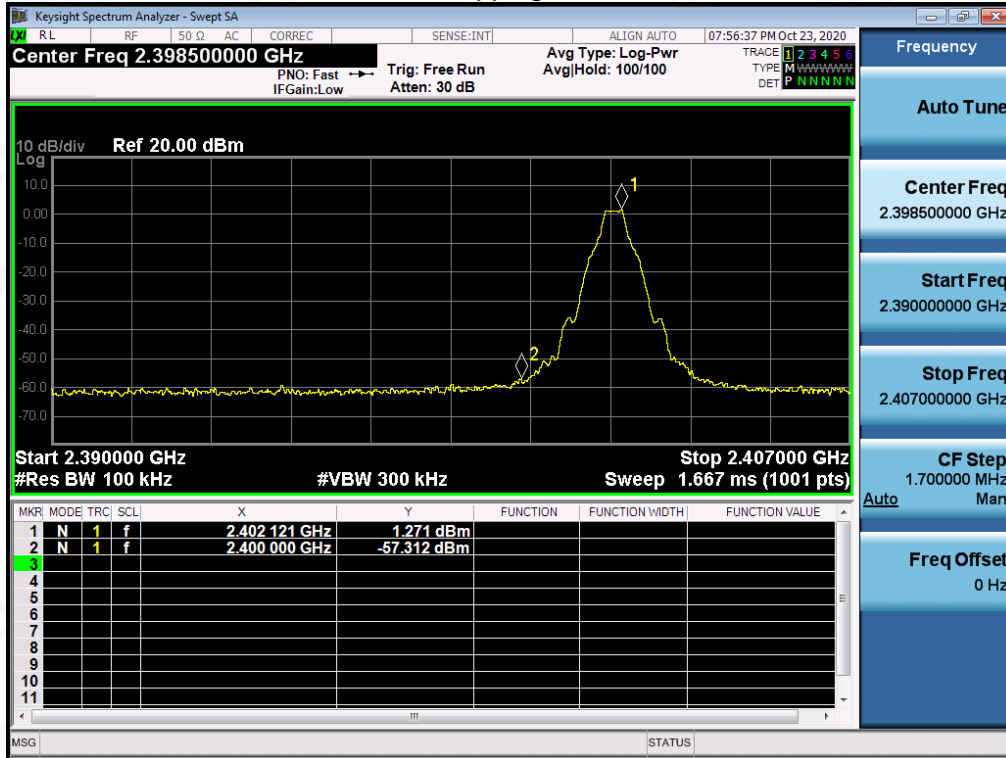 Keysight Spectrum Analyzer - Swept SA
LXI RL RF 50 Ω AC CORREC SENSE:INT ALIGN AUTO 07:56:37 PM Oct 23, 2020
Center Freq 2.398500000 GHz
PNO: Fast
IFGain:Low
Trig: Free Run
Atten: 30 dB
Avg Type: Log-Pwr
Avg|Hold: 100/100
TRACE 1 2 3 4 5 6
TYPE M WWWWW
DET P N N N N N
10 dB/div Ref 20.00 dBm
Log
10.0
0.00
-10.0
-20.0
-30.0
-40.0
-50.0
-60.0
-70.0
1
2
Start 2.390000 GHz Stop 2.407000 GHz
#Res BW 100 kHz #VBW 300 kHz Sweep 1.667 ms (1001 pts)
MKR MODE TRC SCL X Y FUNCTION FUNCTION WIDTH FUNCTION VALUE
1 N 1 f 2.402 121 GHz 1.271 dBm
2 N 1 f 2.400 000 GHz -57.312 dBm
3
4
5
6
7
8
9
10
11
MSG STATUS
Frequency
Auto Tune
Center Freq
2.398500000 GHz
Start Freq
2.390000000 GHz
Stop Freq
2.407000000 GHz
CF Step
1.700000 MHz
Auto Man
Freq Offset
0 Hz